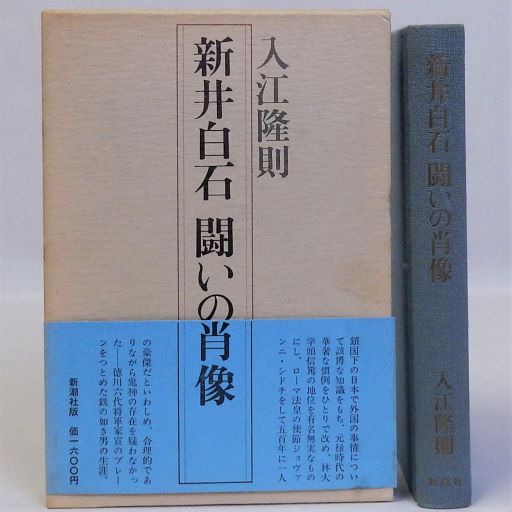 入江隆則
新井白石 闘いの肖像
鎖国下の日本で外国の事情につい
て該博な知識をもち、元禄時代の
華奢な慣例をひとりで改め、林大
学頭信篤の地位を有名無実なもの
にし、ローマ法皇の使節ショヴァ
ンニ・シドチをして五百年に一人
の豪傑だといわしめ、合理的であ
りながら鬼神の存在を疑わなかっ
た——徳川六代将軍家宣のブレー
ンをつとめた鉄の如き男の生涯。
新潮社版 価一六〇〇円
新井白石 闘いの肖像
入江隆則
新潮社